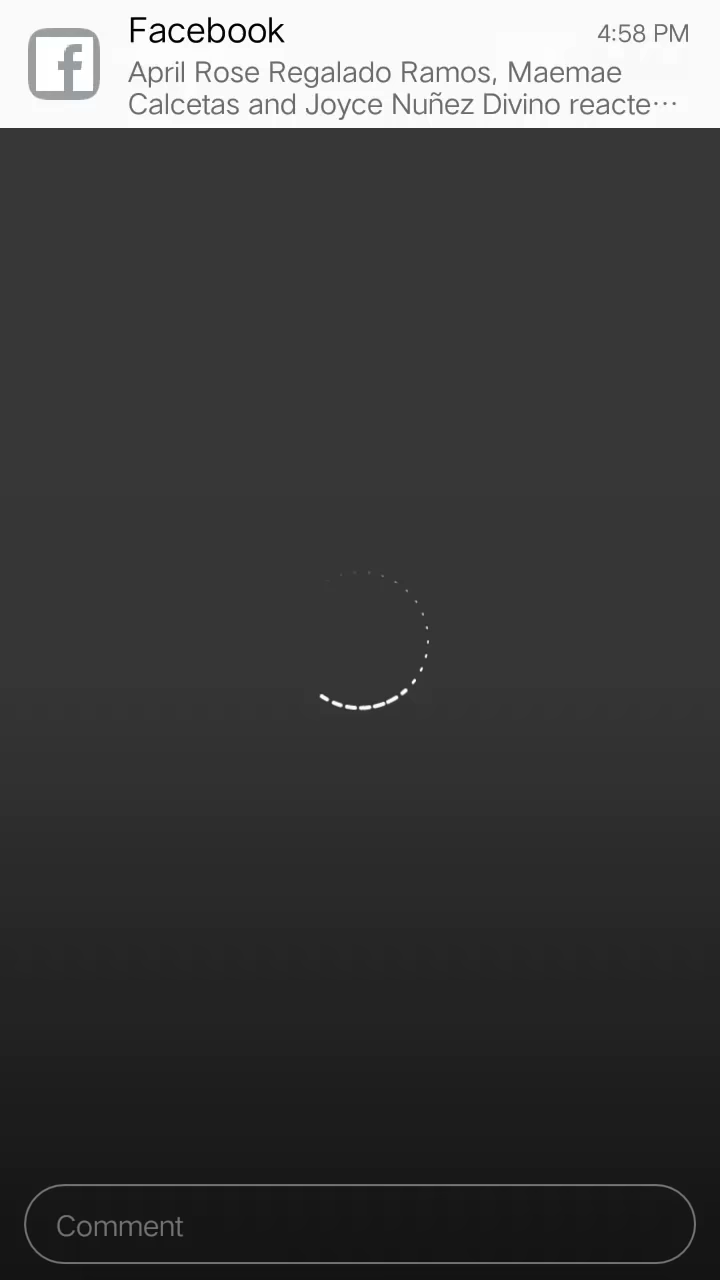 Facebook
4:58 PM
April Rose Regalado Ramos, Maemae
Calcetas and Joyce Nuñez Divino reacte···
Comment